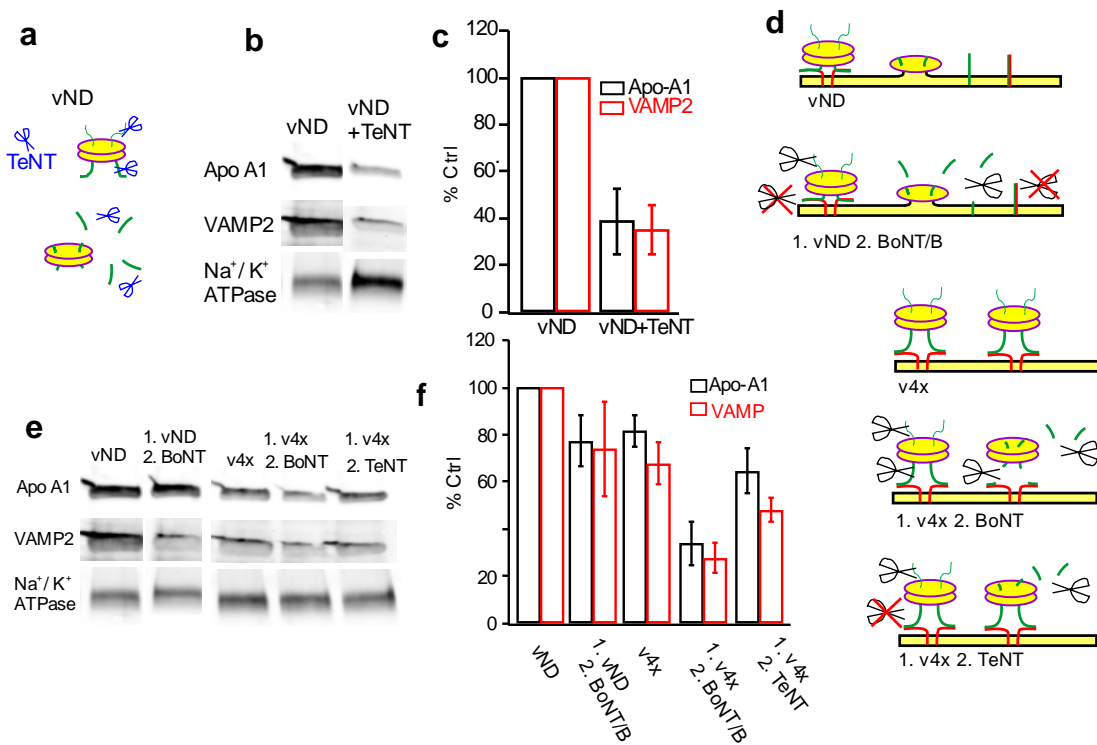 a
vND
TeNT
b
vND
vND
+TeNT
Apo A1
VAMP2
Na⁺/ K⁺
ATPase
c
120
100
80
60
40
20
0
% Ctrl
Apo-A1
VAMP2
vND
vND+TeNT
d
vND
1. vND 2. BoNT/B
v4x
1. v4x 2. BoNT
1. v4x 2. TeNT
e
vND
1. vND
2. BoNT
v4x
1. v4x
2. BoNT
1. v4x
2. TeNT
Apo A1
VAMP2
Na⁺/ K⁺
ATPase
f
100
80
60
40
20
0
% Ctrl
Apo-A1
VAMP
vND
1. vND
2. BoNT/B
v4x
1. v4x
2. BoNT/B
1. v4x
2. TeNT